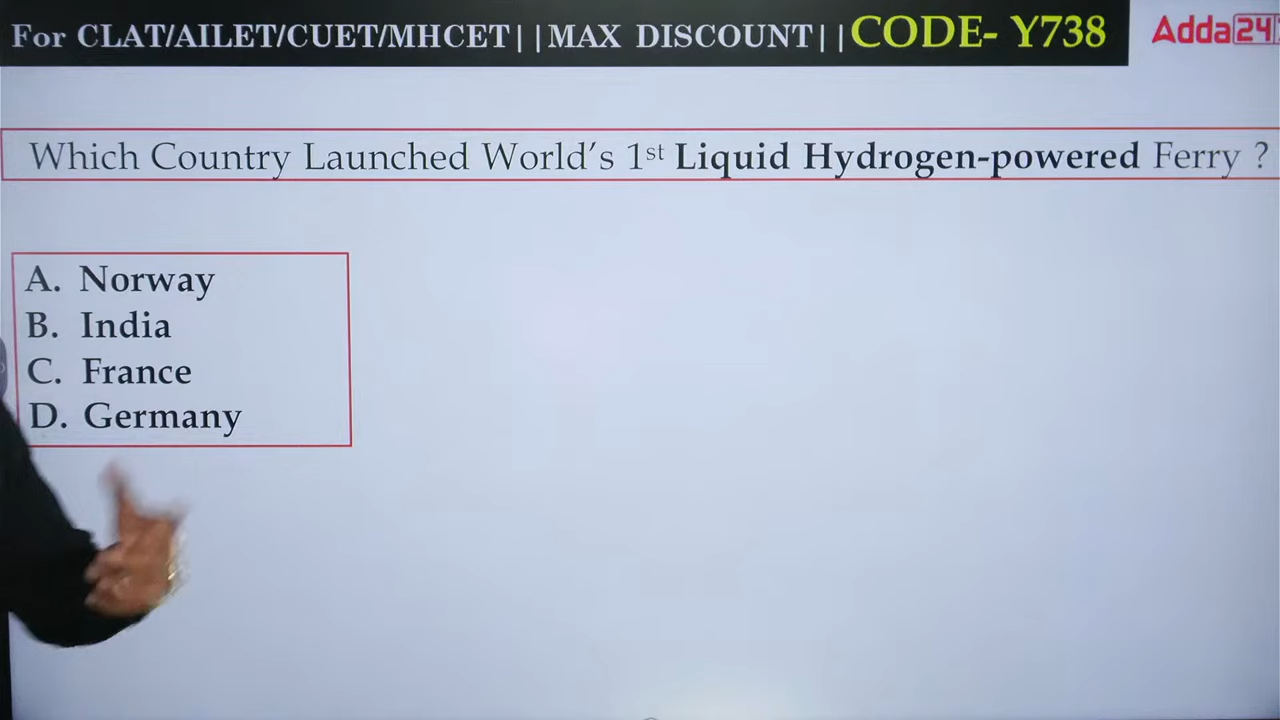 For CLAT/AILET/CUET/MHCET||MAX DISCOUNT||CODE- Y738
Adda24
Which Country Launched World's 1st Liquid Hydrogen-powered Ferry ?
A. Norway
B. India
C. France
D. Germany